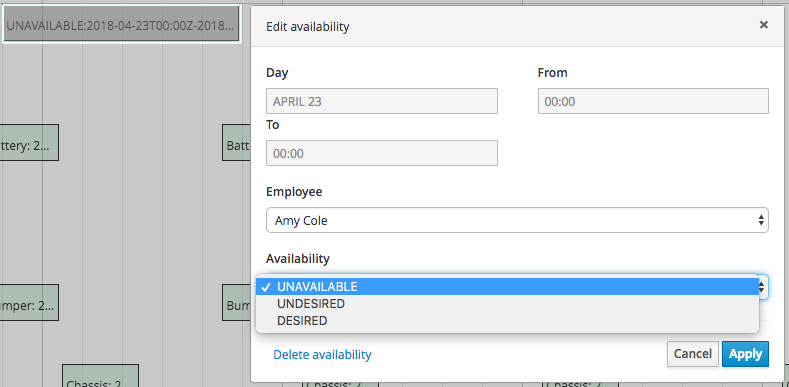 UNAVAILABLE:2018-04-23T00:00Z-2018...
Edit availability
×
Day
From
APRIL 23
00:00
To
00:00
Employee
Amy Cole
Availability
✓ UNAVAILABLE
UNDESIRED
DESIRED
Delete availability
Cancel
Apply
ttery: 2...
Batt
umper: 2...
Bum
Chassis: 2
Chassis: 2
Chassis: 2